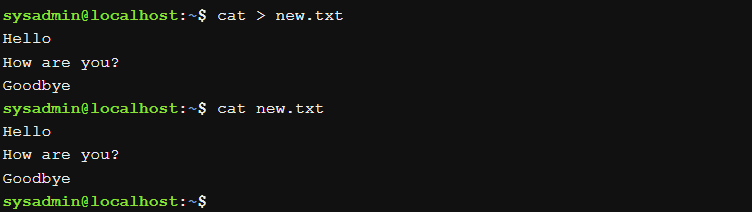 sysadmin@localhost:~$ cat > new.txt
Hello
How are you?
Goodbye
sysadmin@localhost:~$ cat new.txt
Hello
How are you?
Goodbye
sysadmin@localhost:~$